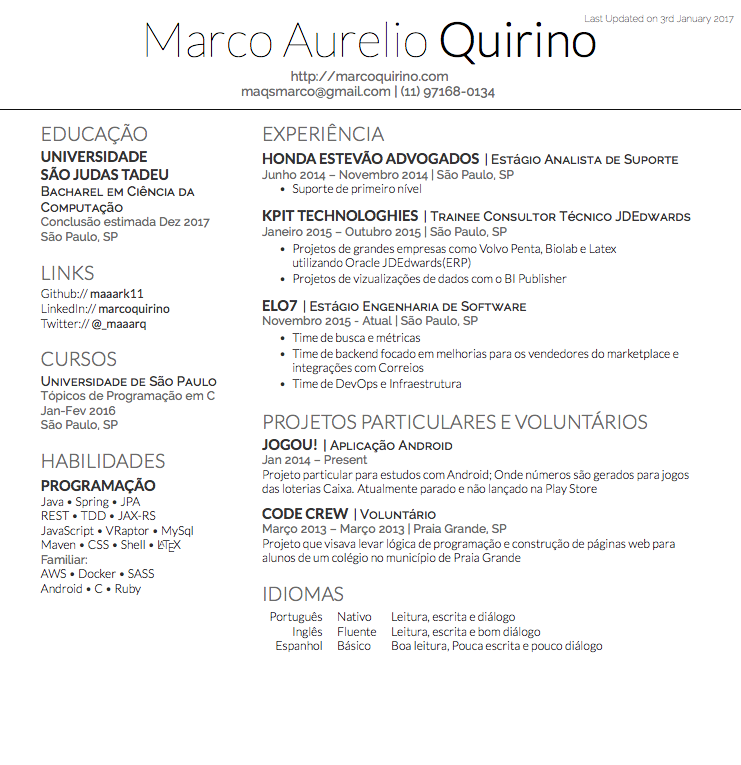 Last Updated on 3rd January 2017
Marco Aurelio Quirino
http://marcoquirino.com
maqsmarco@gmail.com | (11) 97168-0134
EDUCAÇÃO
UNIVERSIDADE
SÃO JUDAS TADEU
Bacharel em Ciência da
Computação
Conclusão estimada Dez 2017
São Paulo, SP
LINKS
Github:// maaark11
LinkedIn:// marcoquirino
Twitter:// @_maaarq
CURSOS
Universidade de São Paulo
Tópicos de Programação em C
Jan-Fev 2016
São Paulo, SP
HABILIDADES
PROGRAMAÇÃO
Java • Spring • JPA
REST • TDD • JAX-RS
JavaScript • VRaptor • MySql
Maven • CSS • Shell • LATEX
Familiar:
AWS • Docker • SASS
Android • C • Ruby
EXPERIÊNCIA
HONDA ESTEVÃO ADVOGADOS | Estágio Analista de Suporte
Junho 2014 – Novembro 2014 | São Paulo, SP
• Suporte de primeiro nível
KPIT TECHNOLOGHIES | Trainee Consultor Técnico JDEdwards
Janeiro 2015 – Outubro 2015 | São Paulo, SP
• Projetos de grandes empresas como Volvo Penta, Biolab e Latex
utilizando Oracle JDEdwards(ERP)
• Projetos de vizualizações de dados com o BI Publisher
ELO7 | Estágio Engenharia de Software
Novembro 2015 - Atual | São Paulo, SP
• Time de busca e métricas
• Time de backend focado em melhorias para os vendedores do marketplace e
integrações com Correios
• Time de DevOps e Infraestrutura
PROJETOS PARTICULARES E VOLUNTÁRIOS
JOGOU! | Aplicação Android
Jan 2014 – Present
Projeto particular para estudos com Android; Onde números são gerados para jogos
das loterias Caixa. Atualmente parado e não lançado na Play Store
CODE CREW | Voluntário
Março 2013 – Março 2013 | Praia Grande, SP
Projeto que visava levar lógica de programação e construção de páginas web para
alunos de um colégio no município de Praia Grande
IDIOMAS
Português Nativo Leitura, escrita e diálogo
Inglês Fluente Leitura, escrita e bom diálogo
Espanhol Básico Boa leitura, Pouca escrita e pouco diálogo